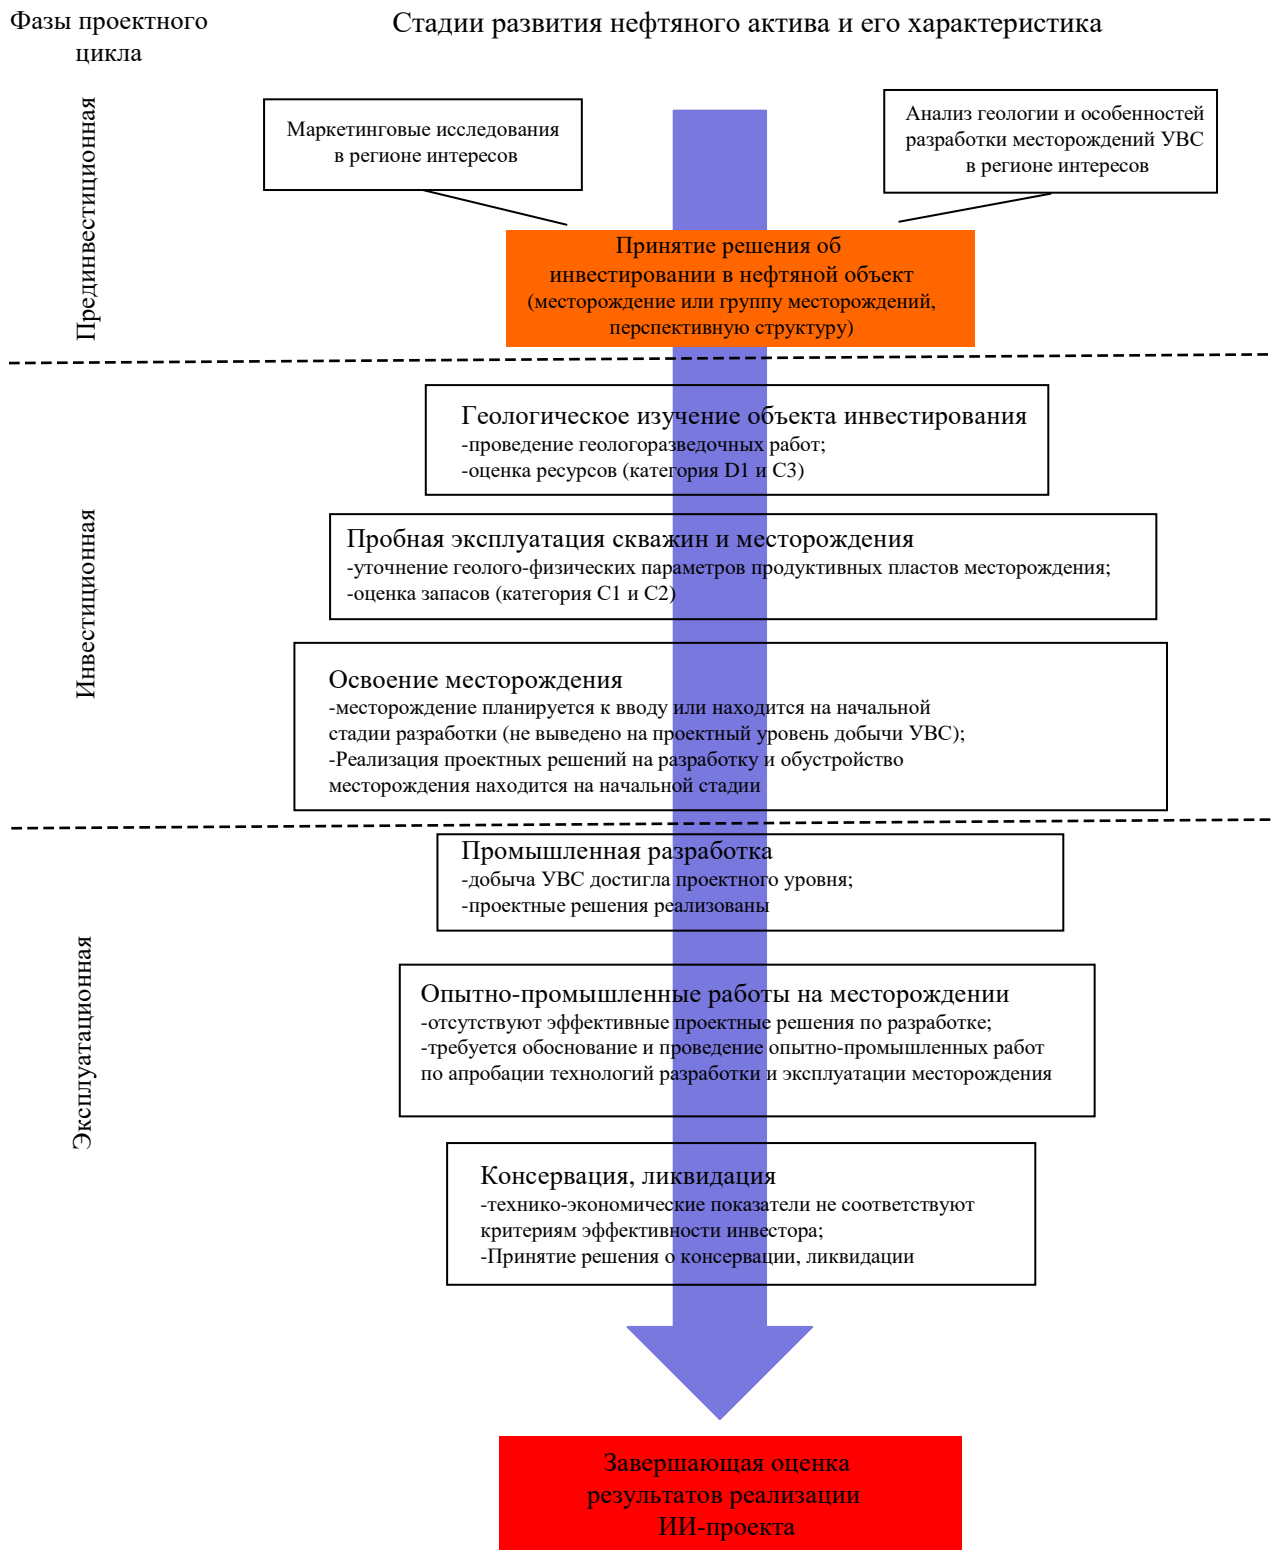 Фазы проектного
цикла
Стадии развития нефтяного актива и его характеристика
Прединвестиционная
Маркетинговые исследования
в регионе интересов
Анализ геологии и особенностей
разработки месторождений УВС
в регионе интересов
Принятие решения об
инвестировании в нефтяной объект
(месторождение или группу месторождений,
перспективную структуру)
Инвестиционная
Геологическое изучение объекта инвестирования
-проведение геологоразведочных работ;
-оценка ресурсов (категория D1 и С3)
Пробная эксплуатация скважин и месторождения
-уточнение геолого-физических параметров продуктивных пластов месторождения;
-оценка запасов (категория С1 и С2)
Освоение месторождения
-месторождение планируется к вводу или находится на начальной
стадии разработки (не выведено на проектный уровень добычи УВС);
-Реализация проектных решений на разработку и обустройство
месторождения находится на начальной стадии
Эксплуатационная
Промышленная разработка
-добыча УВС достигла проектного уровня;
-проектные решения реализованы
Опытно-промышленные работы на месторождении
-отсутствуют эффективные проектные решения по разработке;
-требуется обоснование и проведение опытно-промышленных работ
по апробации технологий разработки и эксплуатации месторождения
Консервация, ликвидация
-технико-экономические показатели не соответствуют
критериям эффективности инвестора;
-Принятие решения о консервации, ликвидации
Завершающая оценка
результатов реализации
ИИ-проекта